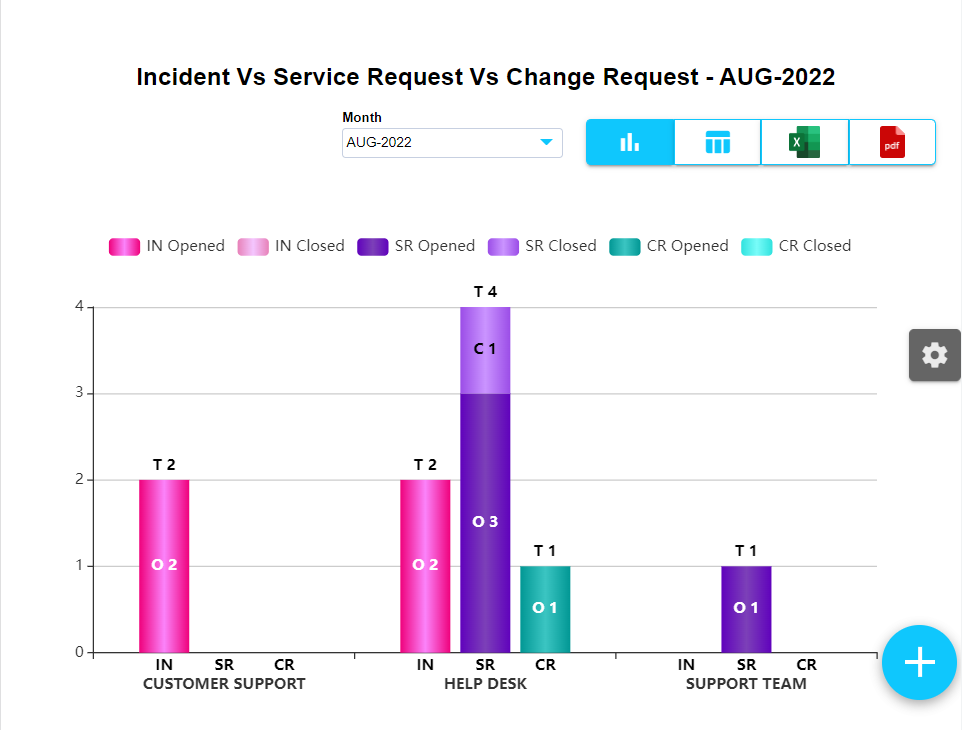 Incident Vs Service Request Vs Change Request - AUG-2022
Month
AUG-2022
X
pdf
IN Opened IN Closed SR Opened SR Closed CR Opened CR Closed
T 4
4
C 1
3
T 2 T 2
2
O 3
T 1 T 1
1
O 2 O 2
O 1 O 1
0
IN SR CR IN SR CR IN SR CR
CUSTOMER SUPPORT HELP DESK SUPPORT TEAM